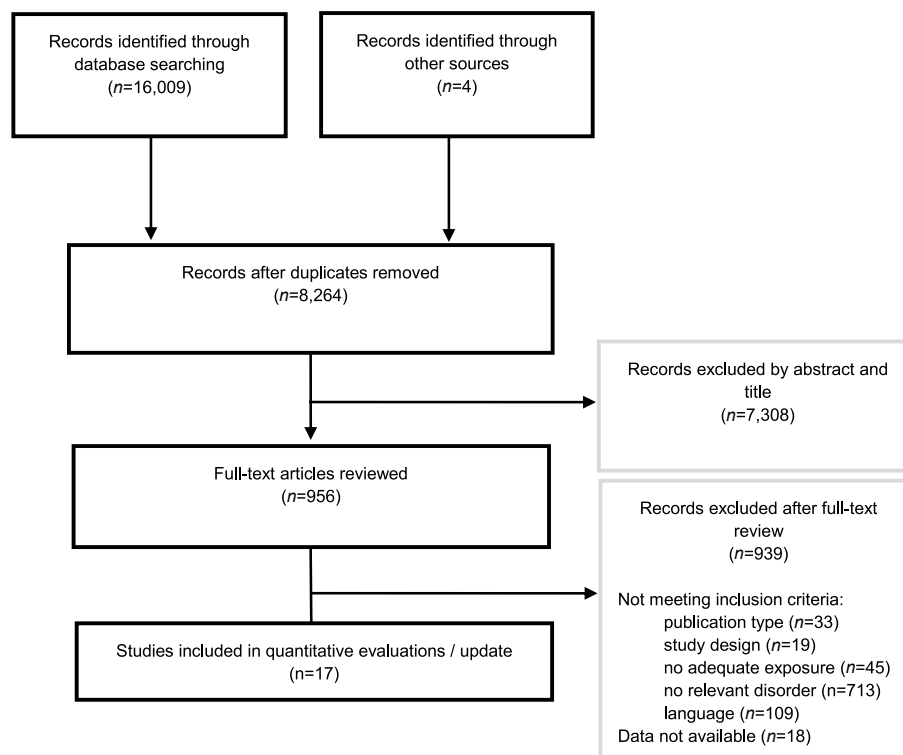 Records identified through
database searching
(n=16,009)
Records identified through
other sources
(n=4)
Records after duplicates removed
(n=8,264)
Records excluded by abstract and
title
(n=7,308)
Full-text articles reviewed
(n=956)
Records excluded after full-text
review
(n=939)
Not meeting inclusion criteria:
publication type (n=33)
study design (n=19)
no adequate exposure (n=45)
no relevant disorder (n=713)
language (n=109)
Data not available (n=18)
Studies included in quantitative evaluations / update
(n=17)